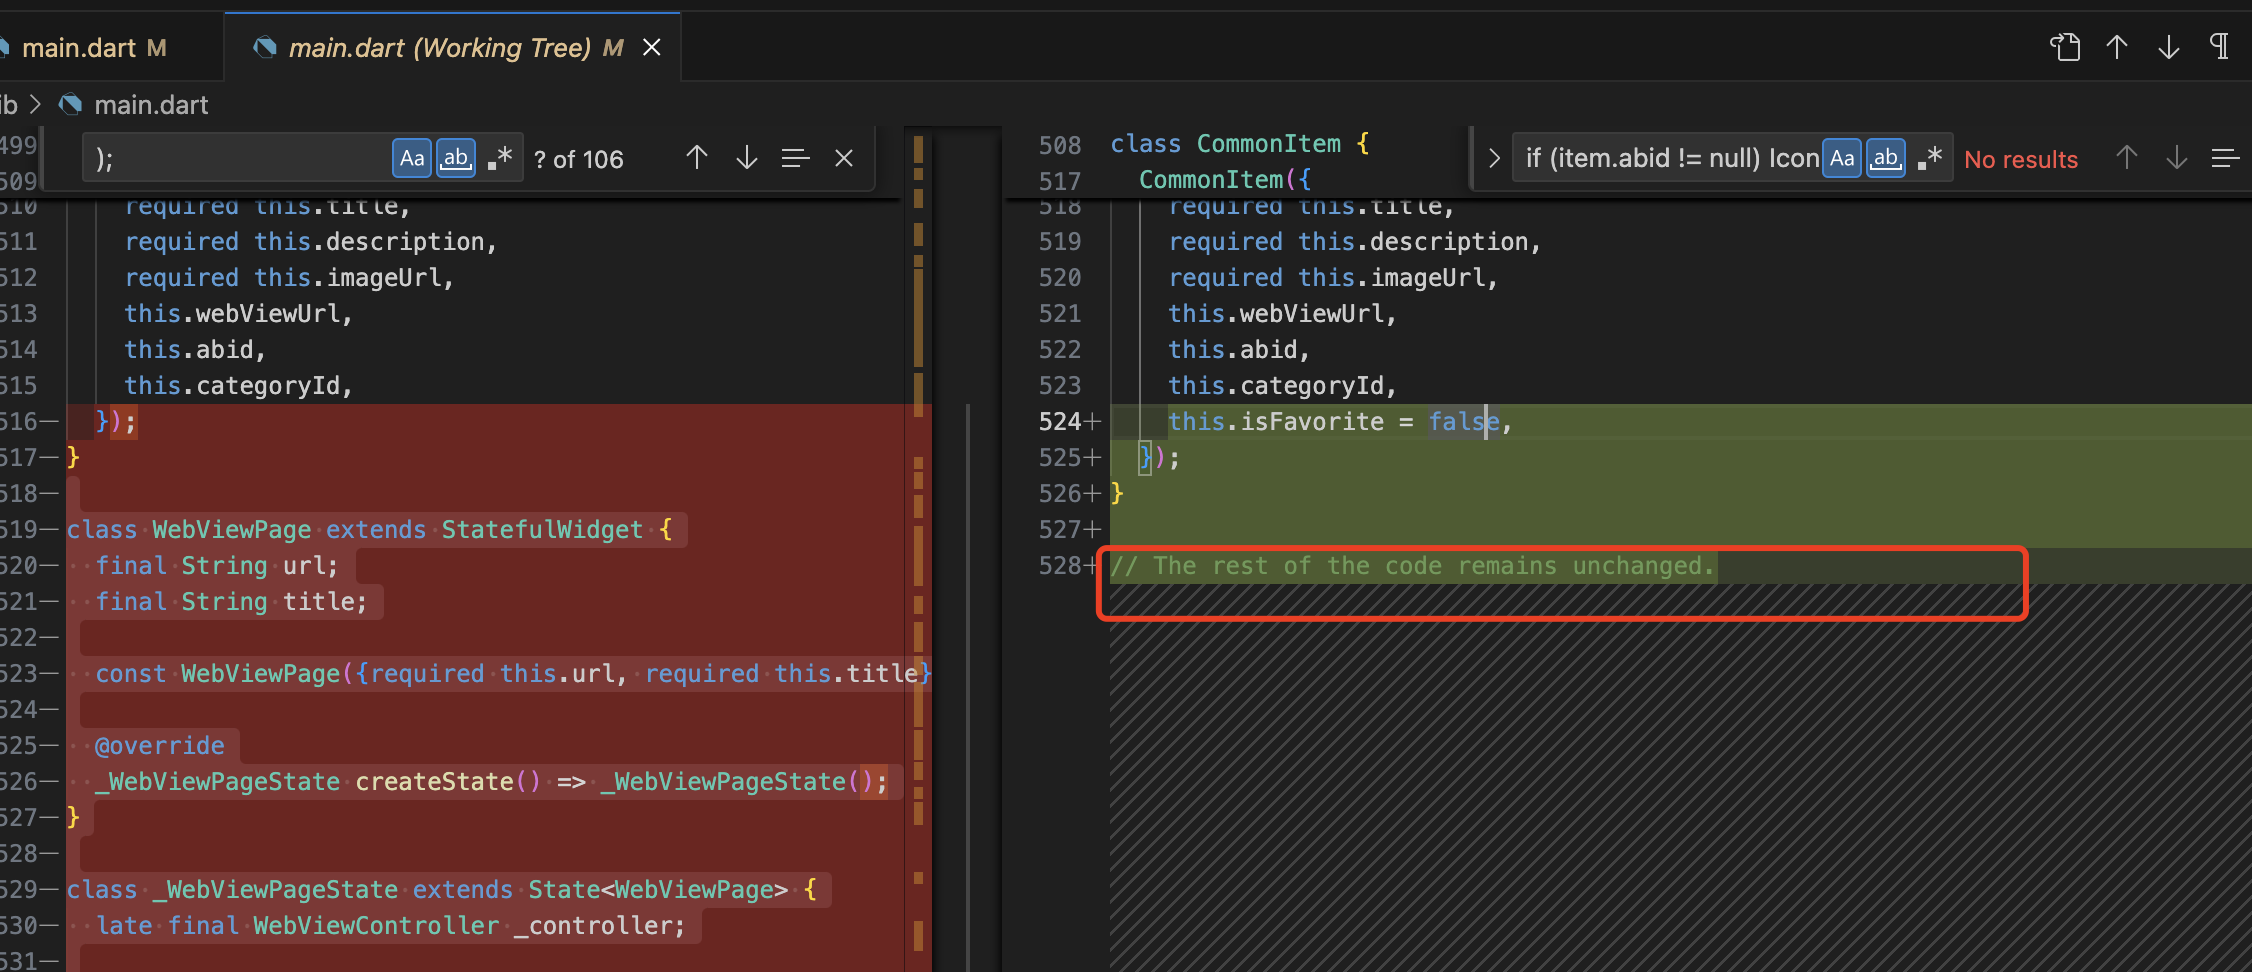 main.dart M
main.dart (Working Tree) M
ib > main.dart
499
509
);
Aa ab .* ? of 106
510 required this.title,
511 required this.description,
512 required this.imageUrl,
513 this.webViewUrl,
514 this.abid,
515 this.categoryId,
516— });
517— }
518—
519— class WebViewPage extends StatefulWidget {
520— final String url;
521— final String title;
522—
523— const WebViewPage({required this.url, required this.title}
524—
525— @override
526— _WebViewPageState createState() => _WebViewPageState();
527— }
528—
529— class _WebViewPageState extends State<WebViewPage> {
530— late final WebViewController _controller;
531—
508 class CommonItem {
517 CommonItem({
if (item.abid != null) Icon Aa ab .* No results
518 required this.title,
519 required this.description,
520 required this.imageUrl,
521 this.webViewUrl,
522 this.abid,
523 this.categoryId,
524+ this.isFavorite = false,
525+ });
526+ }
527+
528+ // The rest of the code remains unchanged.